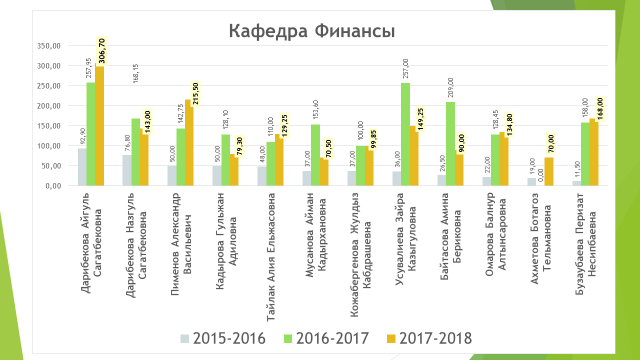 Кафедра Финансы
350,00
300,00
250,00
200,00
150,00
100,00
50,00
0,00
92,90
257,95
306,70
76,80
168,15
143,00
50,00
142,75
215,50
50,00
128,10
79,30
48,00
110,00
129,25
37,00
153,60
70,50
37,00
100,00
99,85
36,00
257,00
149,25
26,50
209,00
90,00
22,00
128,45
134,80
19,00
0,00
70,00
11,50
158,00
168,00
Дарибекова Айгуль
Сагатбековна
Дарибекова Назгуль
Сагатбековна
Пименов Александр
Васильевич
Кадырова Гульжан
Адиловна
Тайлак Алия Ельжасовна
Мусанова Айман
Кадырхановна
Кожабергенова Жулдыз
Кабдрашевна
Усувалиева Заира
Казыгуловна
Байтасова Амина
Бериковна
Омарова Балнур
Алтынсаровна
Ахметова Ботагоз
Тельмановна
Бузаубаева Перизат
Несипбаевна
2015-2016
2016-2017
2017-2018